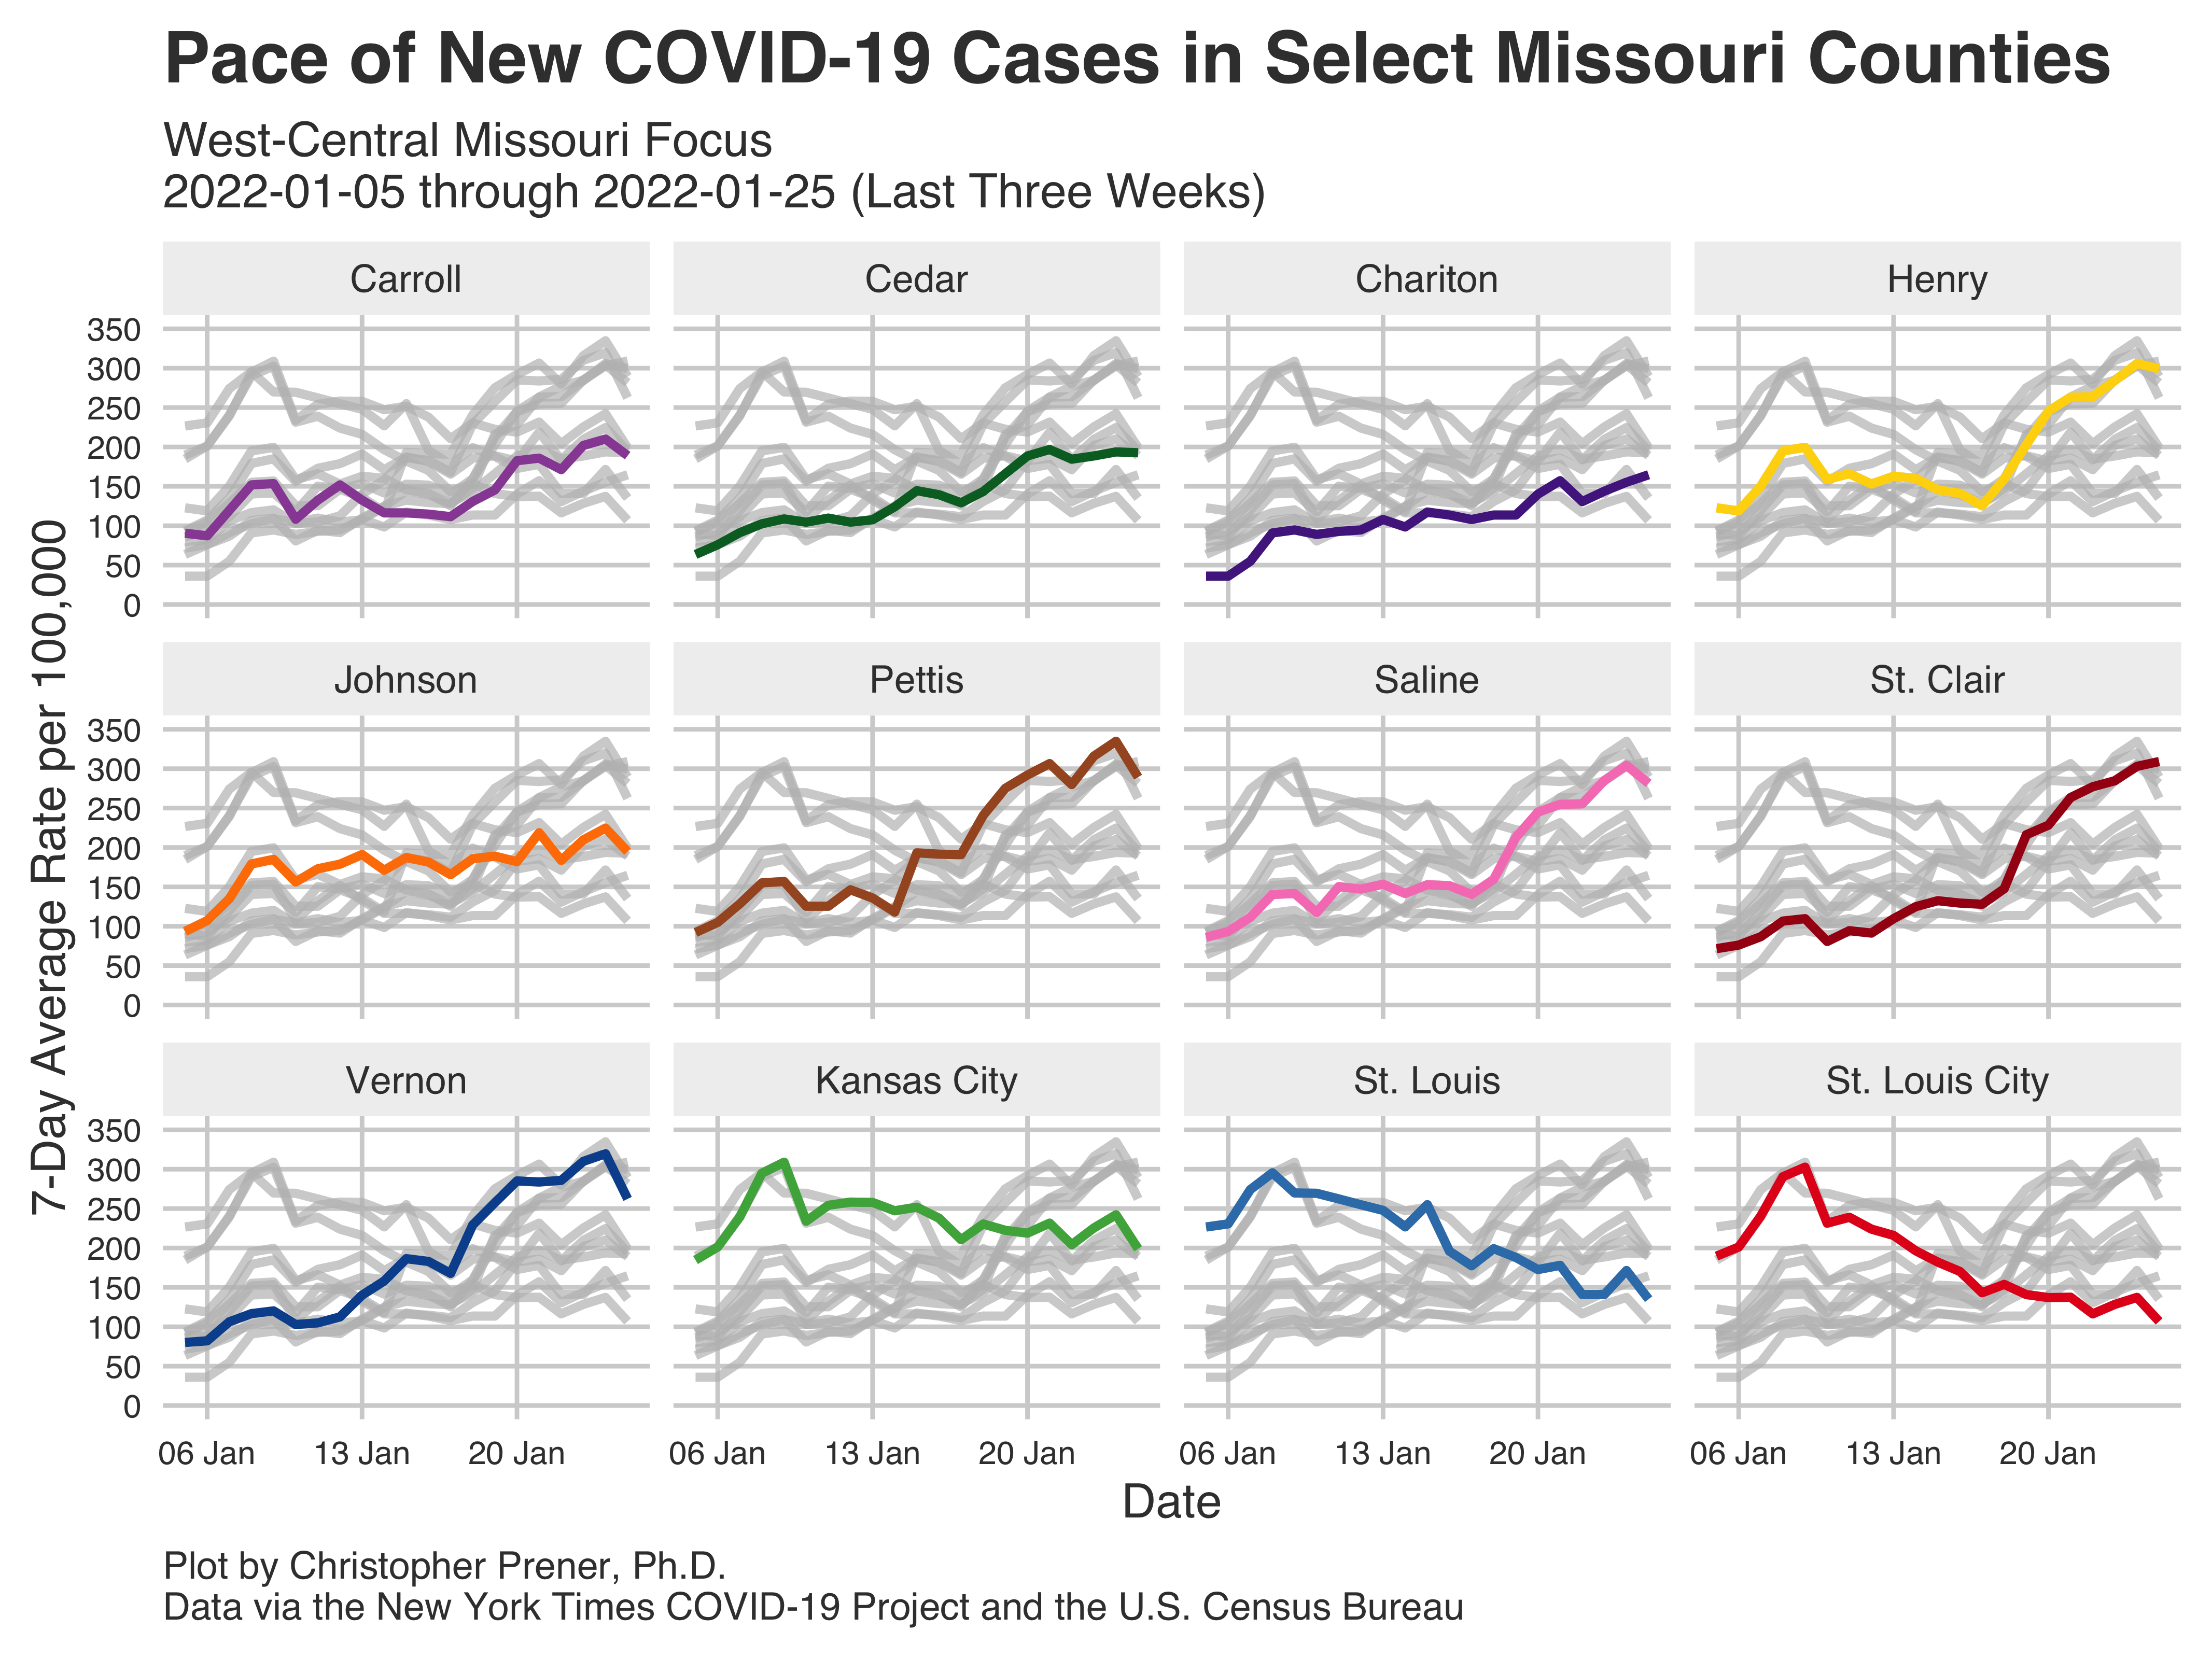 Pace of New COVID-19 Cases in Select Missouri Counties
West-Central Missouri Focus
2022-01-05 through 2022-01-25 (Last Three Weeks)
7-Day Average Rate per 100,000
Carroll Cedar Chariton Henry
350
300
250
200
150
100
50
0
Johnson Pettis Saline St. Clair
350
300
250
200
150
100
50
0
Vernon Kansas City St. Louis St. Louis City
350
300
250
200
150
100
50
0
06 Jan 13 Jan 20 Jan 06 Jan 13 Jan 20 Jan 06 Jan 13 Jan 20 Jan 06 Jan 13 Jan 20 Jan
Date
Plot by Christopher Prener, Ph.D.
Data via the New York Times COVID-19 Project and the U.S. Census Bureau